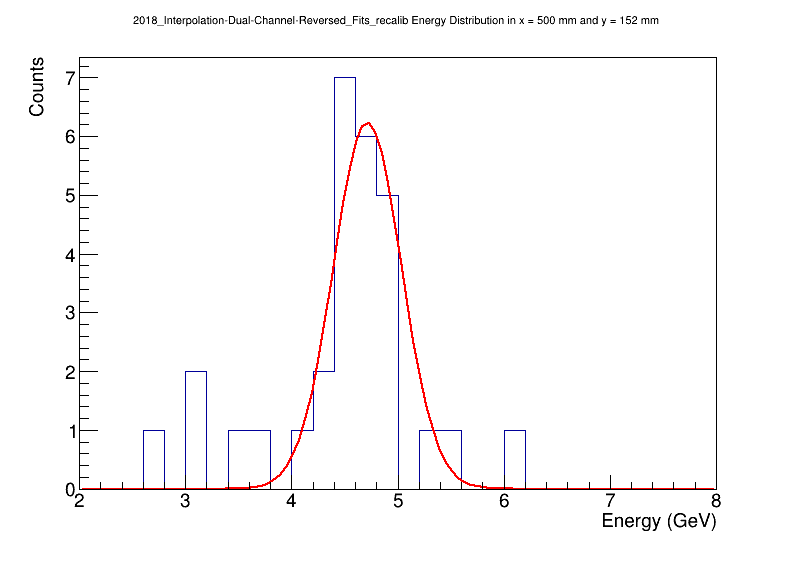 2018_Interpolation-Dual-Channel-Reversed_Fits_recalib Energy Distribution in x = 500 mm and y = 152 mm
Counts
7
6
5
4
3
2
1
0
2 3 4 5 6 7 8
Energy (GeV)